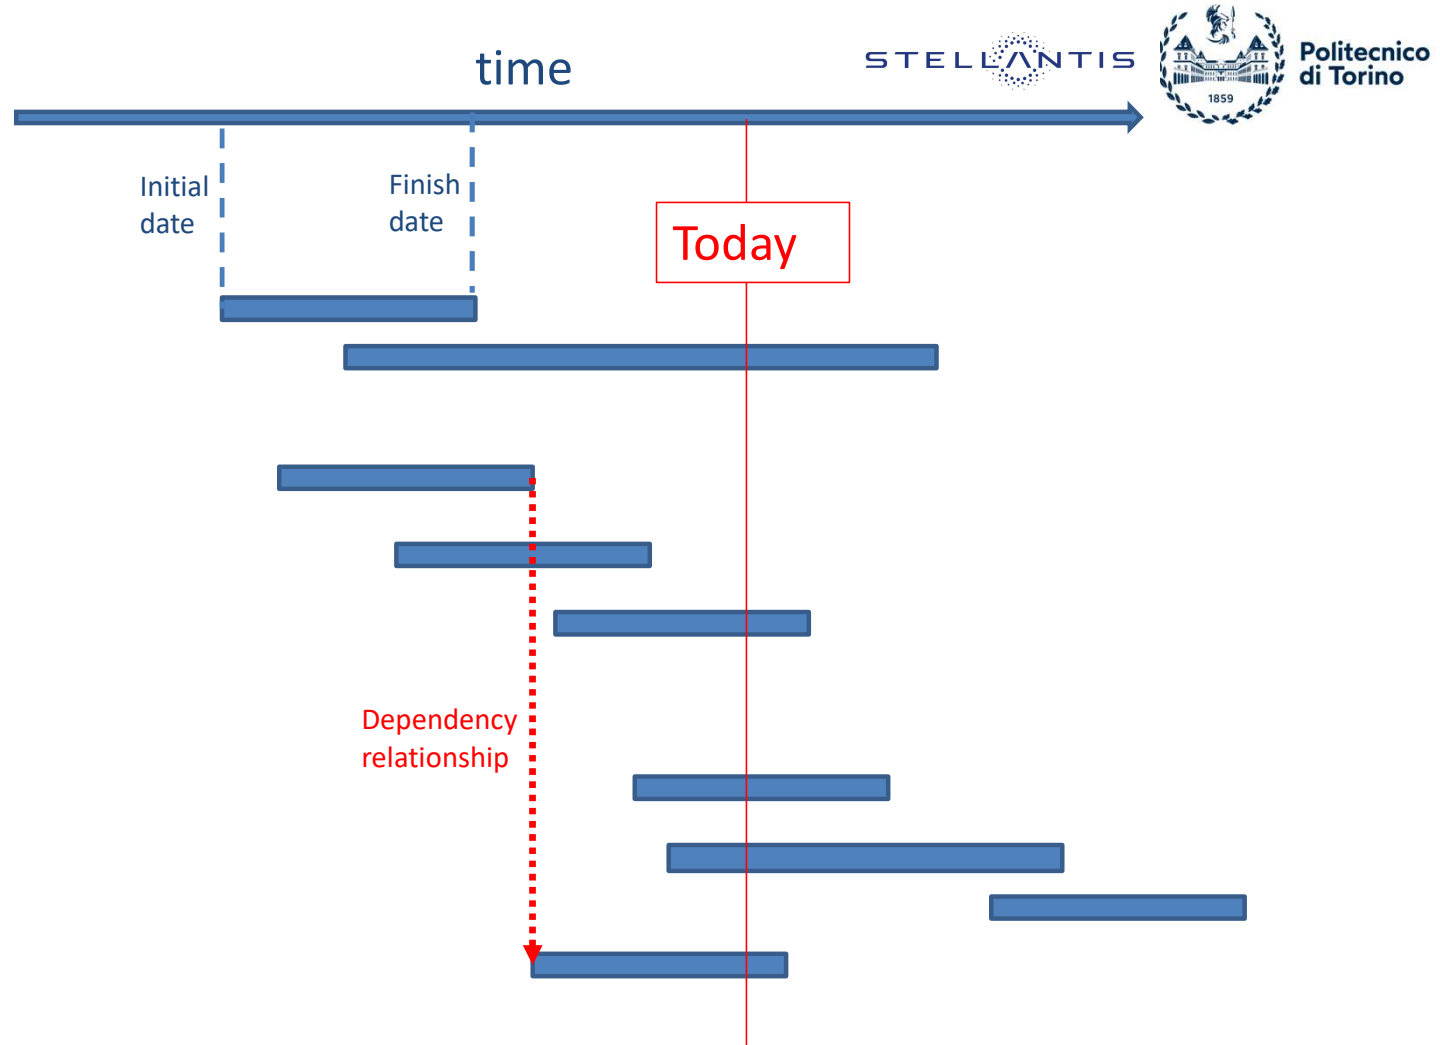 time
STELLANTIS
Politecnico
di Torino
1859
Initial
date
Finish
date
Today
Dependency
relationship